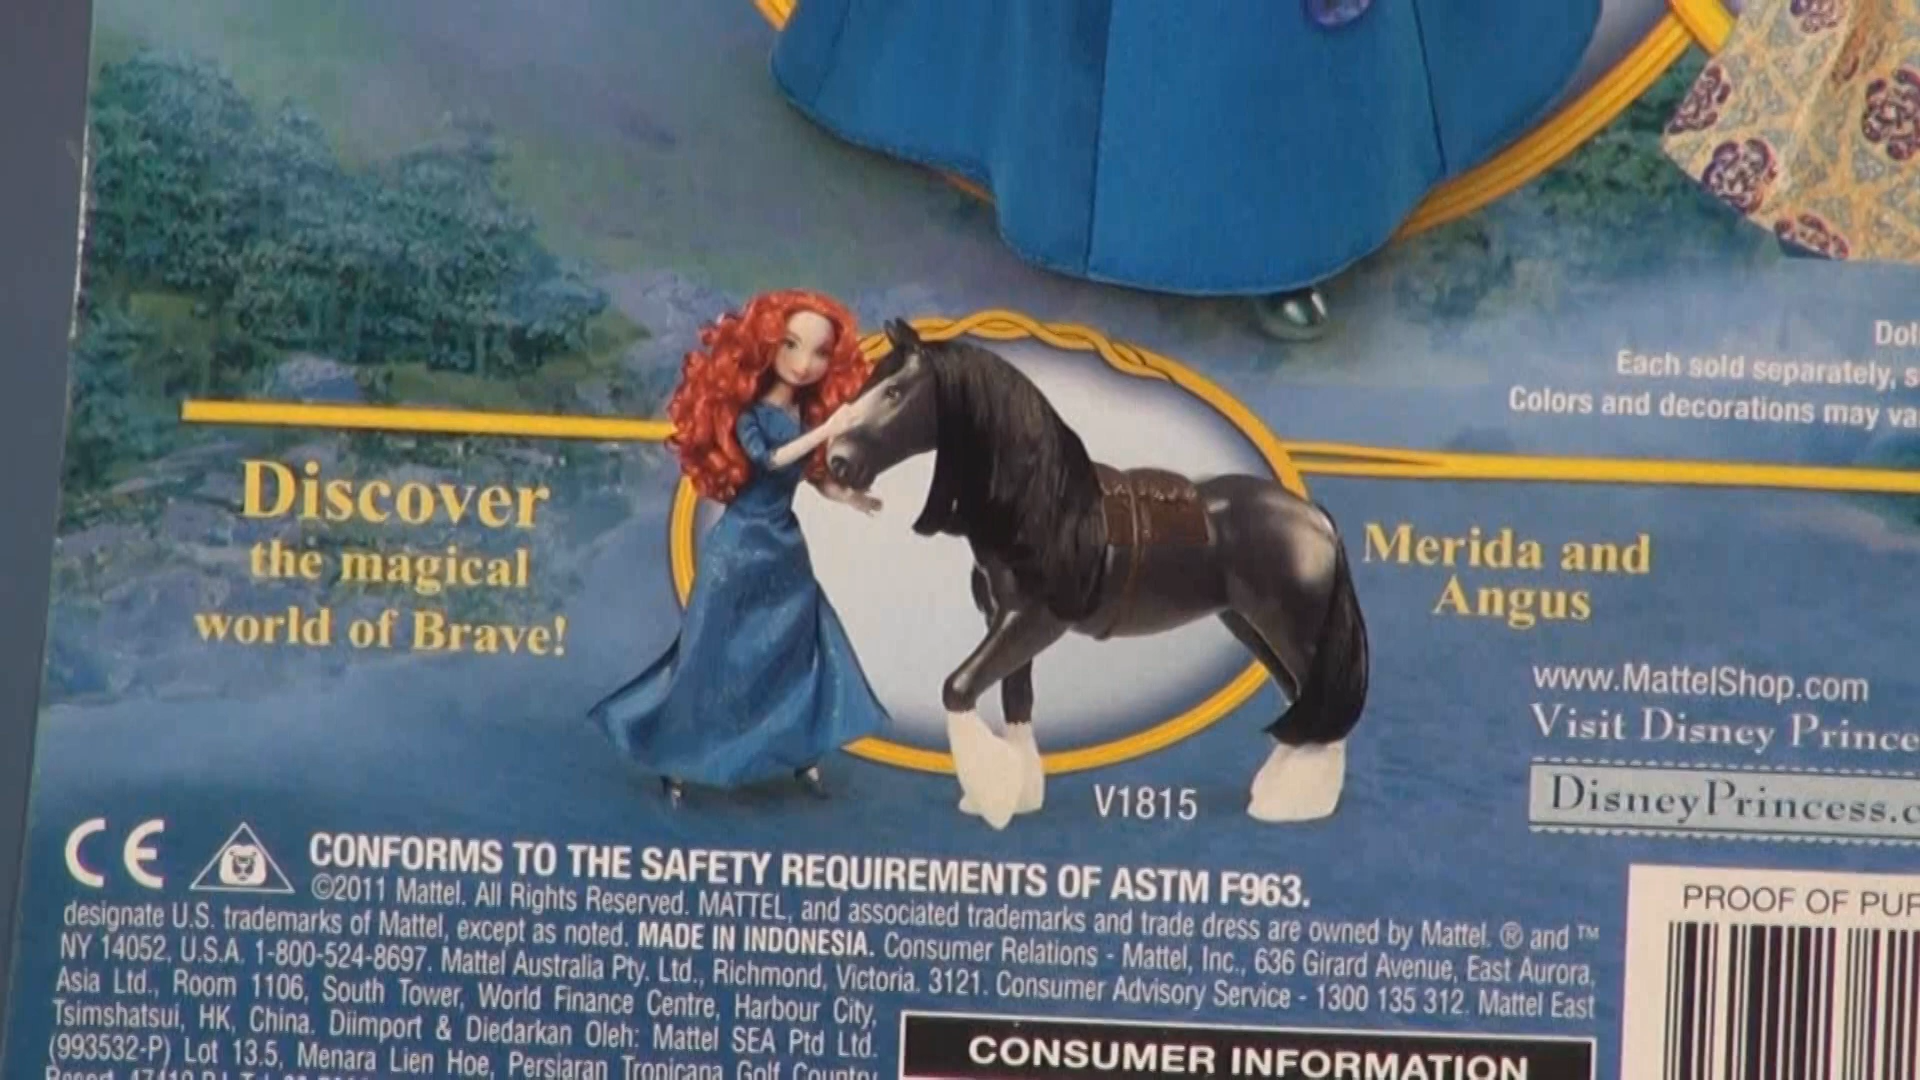 Each sold separately,
Colors and decorations may
Discover
the magical
world of Brave!
Merida and
Angus
www.MattelShop.com
Visit Disney
V1815
CE
CONFORMS TO THE SAFETY REQUIREMENTS OF ASTM F963.
©2011 Mattel. All Rights Reserved. MATTEL, and associated trademarks and trade dress are owned by Mattel. ® and ™
designate U.S. trademarks of Mattel, except as noted. MADE IN INDONESIA. Consumer Relations - Mattel, Inc., 636 Girard Avenue, East Aurora,
NY 14052, U.S.A. 1-800-524-8697. Mattel Australia Pty. Ltd., Richmond, Victoria. 3121. Consumer Advisory Service - 1300 135 312. Mattel East
Asia Ltd., Room 1106, South Tower, World Finance Centre, Harbour City,
Tsimshatsui, HK, China. Diimport & Diedarkan Oleh: Mattel SEA Ptd Ltd.
(993532-P) Lot 13.5, Menara Lien Hoe, Persiaran Tropicana Golf Country
PROOF OF
CONSUMER INFORMATION